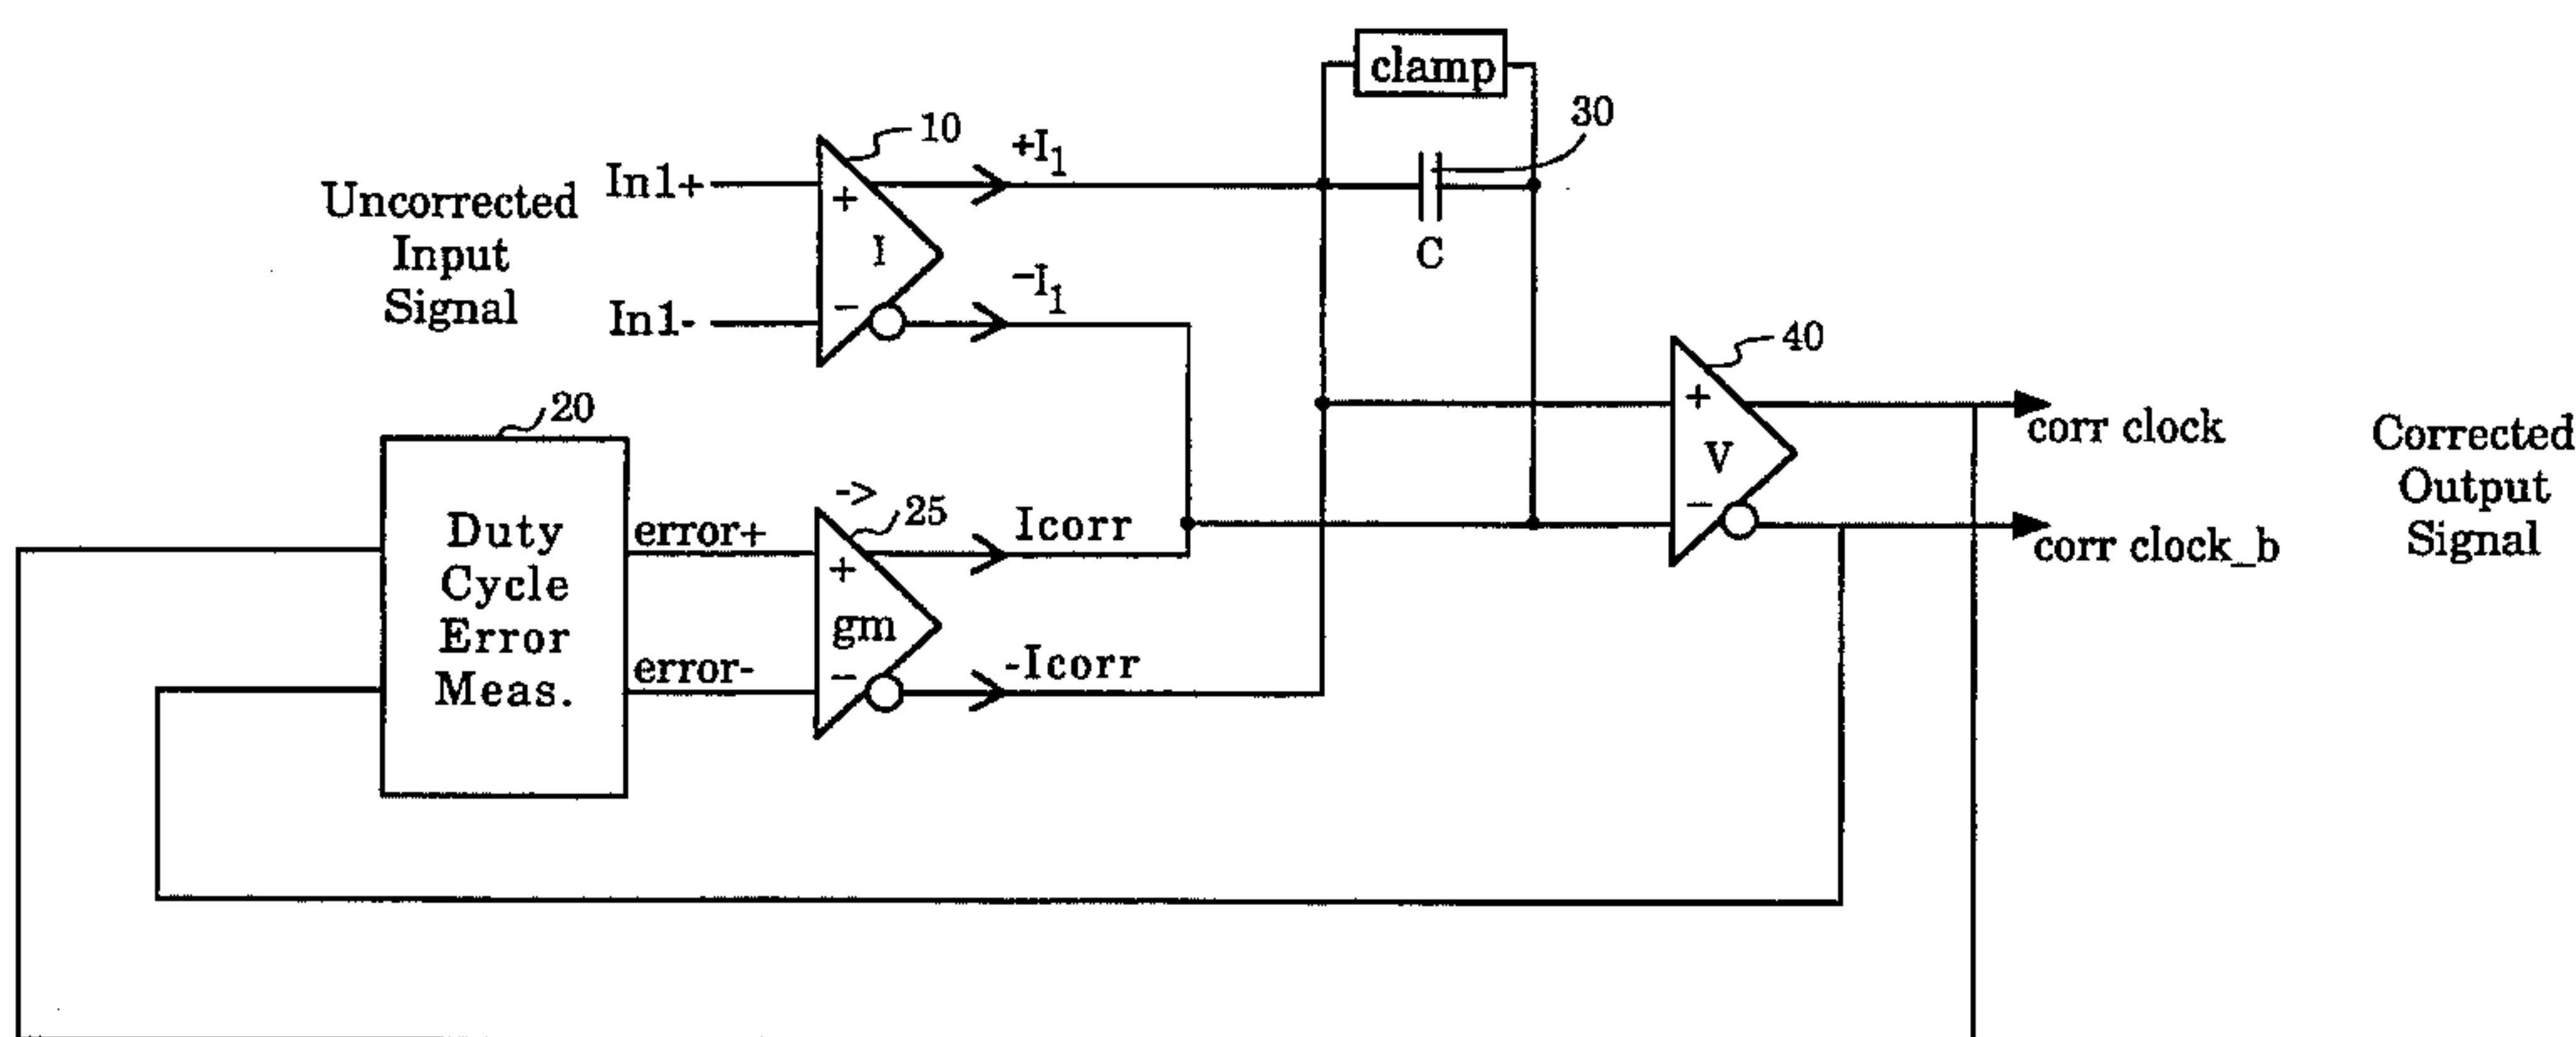 clamp
30
10
+I1
In1+
+
Uncorrected
Input
Signal
I
C
-I1
In1-
-
40
20
+
corr clock
Corrected
Output
Signal
V
->
25
Duty
Cycle
Error
Meas.
error+
+
Icorr
-
corr clock_b
gm
error-
-
-Icorr